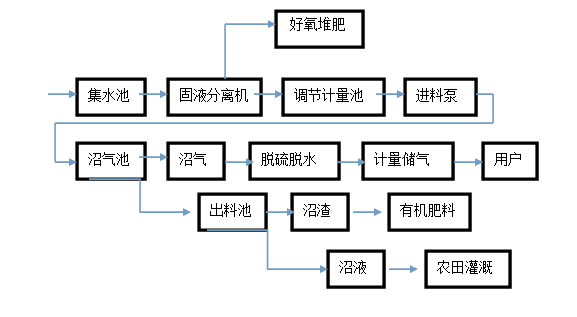 好氧堆肥
集水池
固液分离机
调节计量池
进料泵
沼气池
沼气
脱硫脱水
计量储气
用户
出料池
沼渣
有机肥料
沼液
农田灌溉